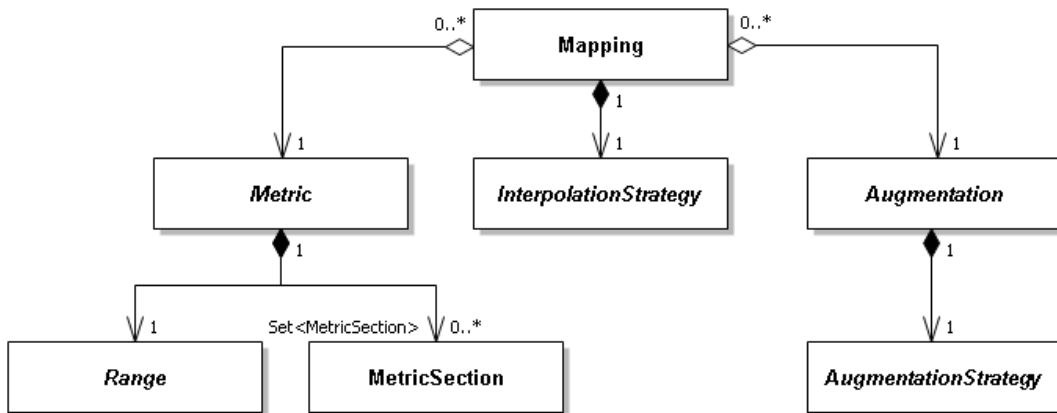 0..*
0..*
Mapping
1
1
1
1
Metric
InterpolationStrategy
Augmentation
1
1
1
Set<MetricSection>
0..*
1
Range
MetricSection
AugmentationStrategy